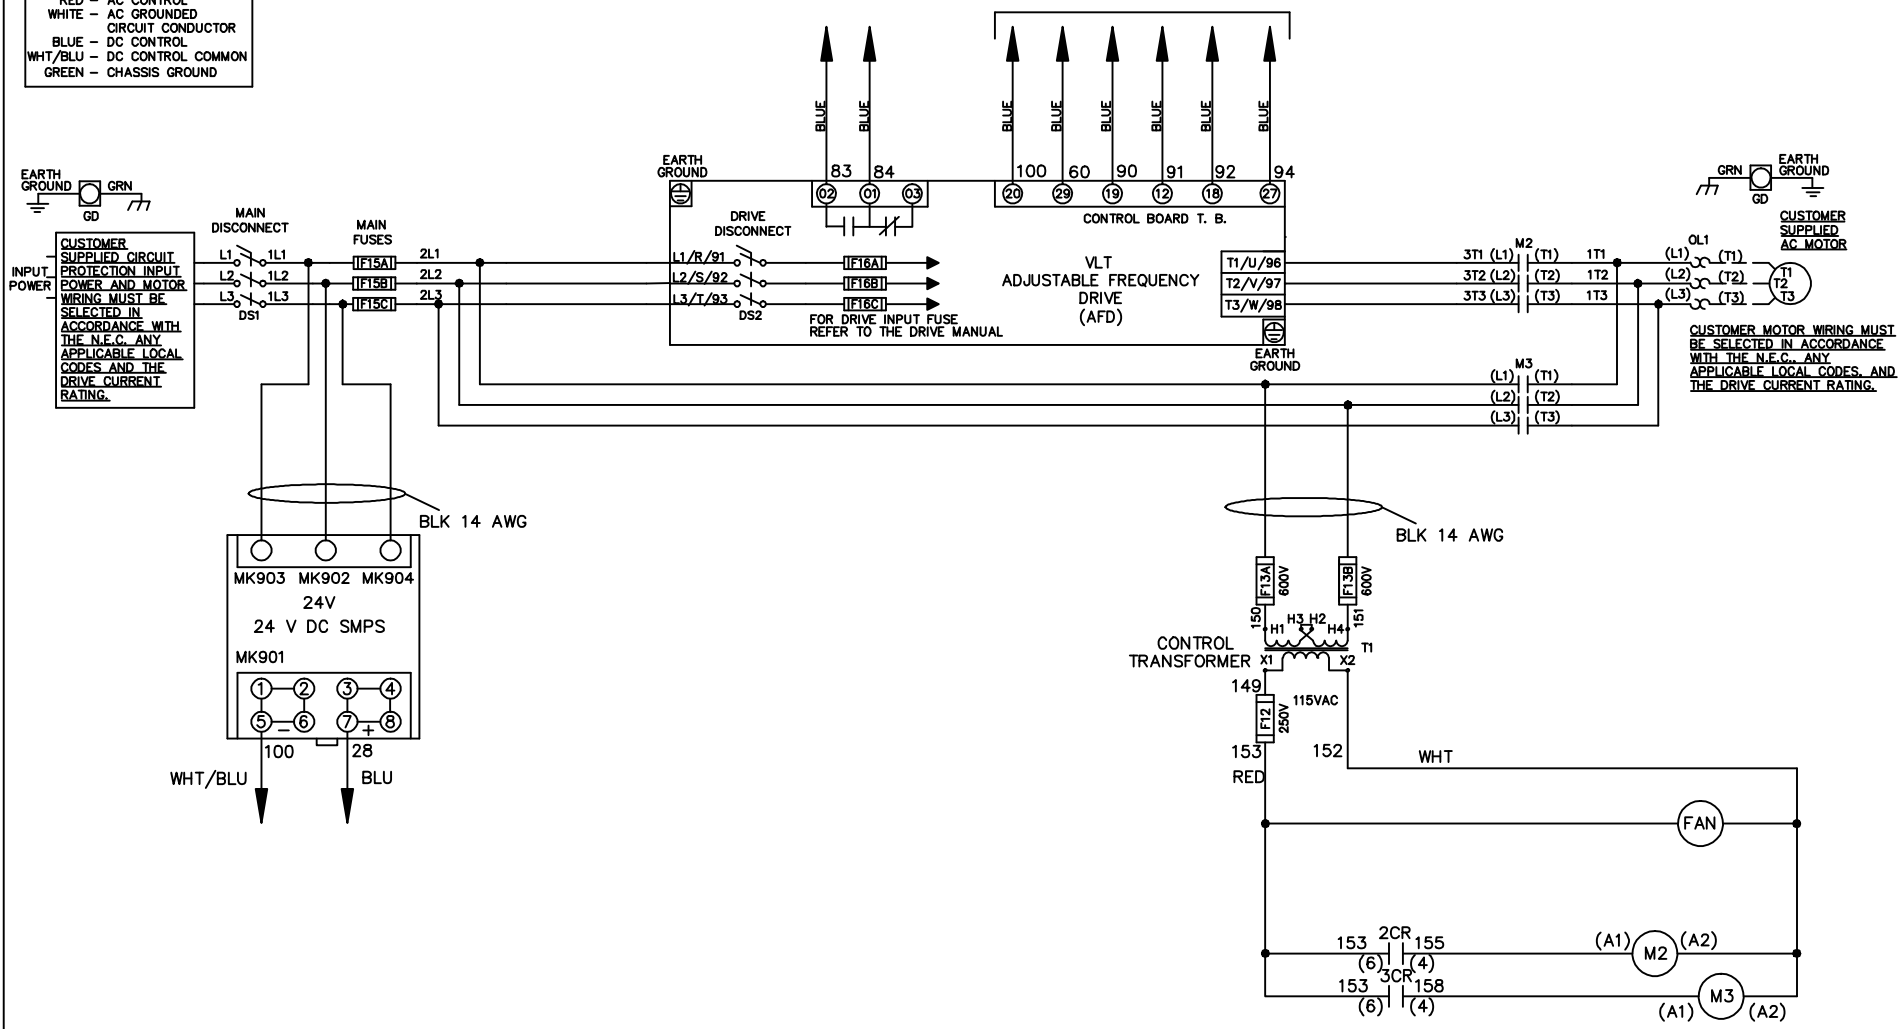 RED – AC CONTROL
WHITE – AC GROUNDED
CIRCUIT CONDUCTOR
BLUE – DC CONTROL
WHT/BLU – DC CONTROL COMMON
GREEN – CHASSIS GROUND
BLUE
BLUE
BLUE
BLUE
BLUE
BLUE
BLUE
BLUE
83
84
100
60
90
91
92
94
EARTH
GROUND
02
01
03
20
29
19
12
18
27
CONTROL BOARD T. B.
EARTH
GROUND
GRN
GD
MAIN
DISCONNECT
MAIN
FUSES
DRIVE
DISCONNECT
INPUT
POWER
CUSTOMER
SUPPLIED CIRCUIT
PROTECTION INPUT
POWER AND MOTOR
WIRING MUST BE
SELECTED IN
ACCORDANCE WITH
THE N.E.C. ANY
APPLICABLE LOCAL
CODES AND THE
DRIVE CURRENT
RATING.
L1 1L1 F15A 2L1
L2 1L2 F15B 2L2
L3 1L3 F15C 2L3
DS1
L1/R/91 F16A
L2/S/92 F16B
L3/T/93 F16C
DS2
FOR DRIVE INPUT FUSE
REFER TO THE DRIVE MANUAL
VLT
ADJUSTABLE FREQUENCY
DRIVE
(AFD)
T1/U/96
T2/V/97
T3/W/98
EARTH
GROUND
M2
3T1 (L1) (T1) 1T1
3T2 (L2) (T2) 1T2
3T3 (L3) (T3) 1T3
M3
(L1) (T1)
(L2) (T2)
(L3) (T3)
GRN
GD
EARTH
GROUND
CUSTOMER
SUPPLIED
AC MOTOR
OL1
(L1) (T1)
(L2) (T2)
(L3) (T3)
T1
T2
T3
CUSTOMER MOTOR WIRING MUST
BE SELECTED IN ACCORDANCE
WITH THE N.E.C., ANY
APPLICABLE LOCAL CODES, AND
THE DRIVE CURRENT RATING.
BLK 14 AWG
MK903 MK902 MK904
24V
24 V DC SMPS
MK901
1 2 3 4
5 6 7 8
– +
100
28
WHT/BLU
BLU
BLK 14 AWG
F13A
600V
F13B
600V
150
151
H1 H3 H2 H4
T1
CONTROL
TRANSFORMER
X1 X2
149
115VAC
F12
250V
153
152
RED
WHT
FAN
2CR
153 155
(6) (4)
(A1) M2 (A2)
3CR
153 158
(6) (4)
(A1) M3 (A2)